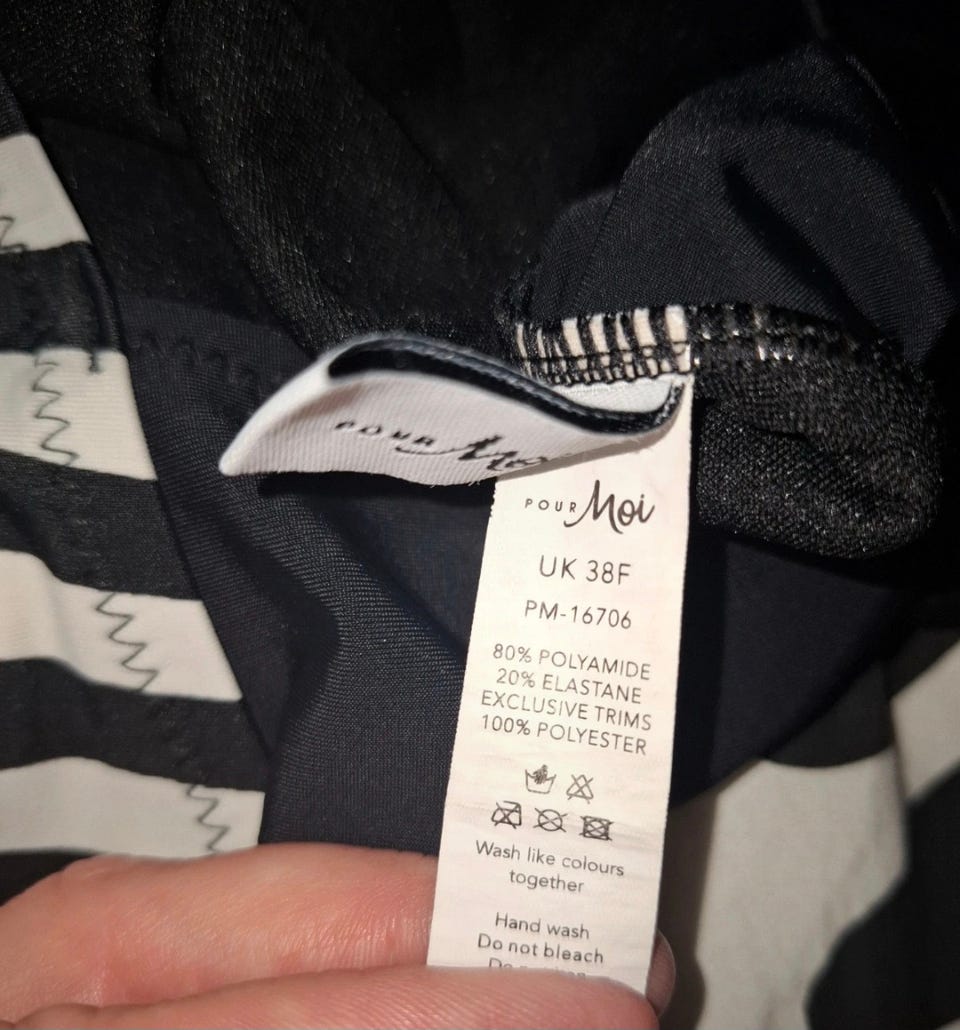 POUR Moi
POUR Moi
UK 38F
PM-16706
80% POLYAMIDE
20% ELASTANE
EXCLUSIVE TRIMS
100% POLYESTER
Wash like colours
together
Hand wash
Do not bleach
Do